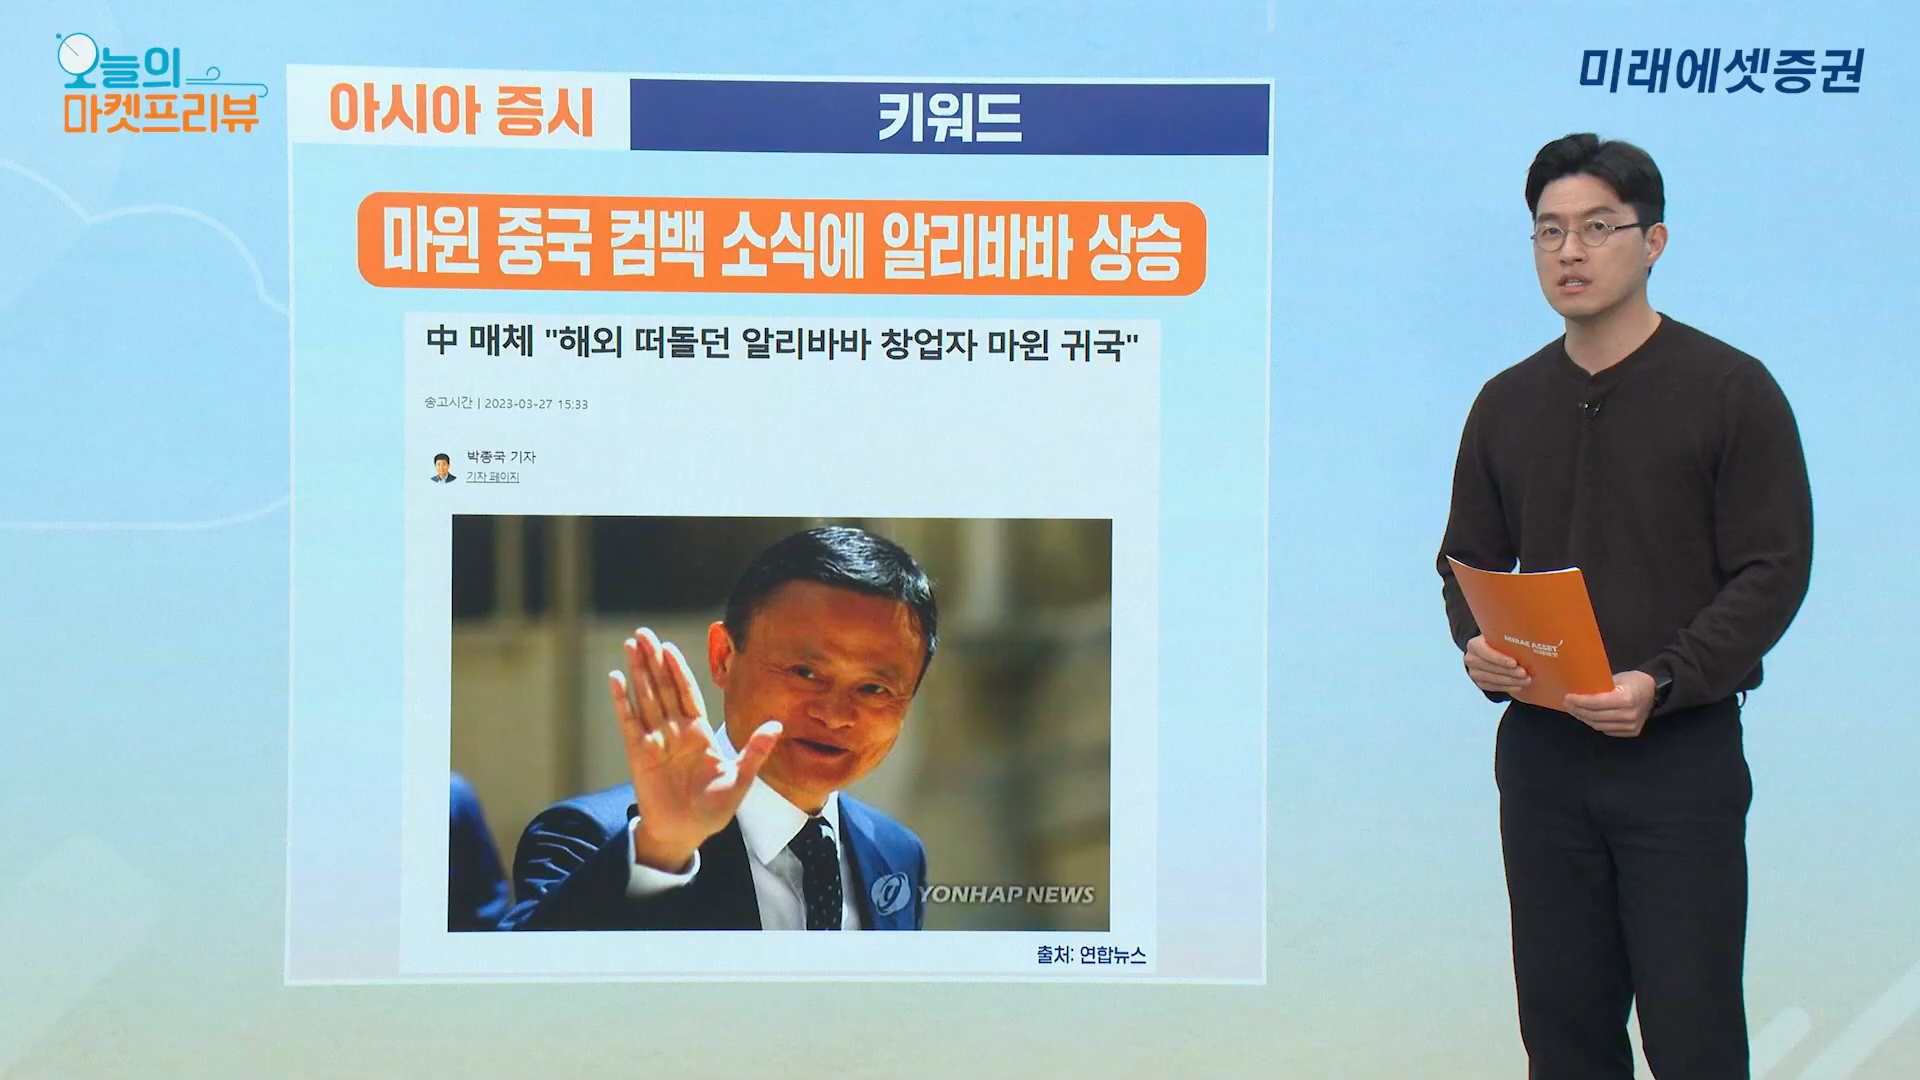 오늘의
마켓프리뷰
미래에셋증권
아시아 증시
키워드
마윈 중국 컴백 소식에 알리바바 상승
中 매체 "해외 떠돌던 알리바바 창업자 마윈 귀국"
송고시간 | 2023-03-27 15:33
박종국 기자
기자 페이지
YONHAP NEWS
출처: 연합뉴스
MIRAE ASSET
미래에셋